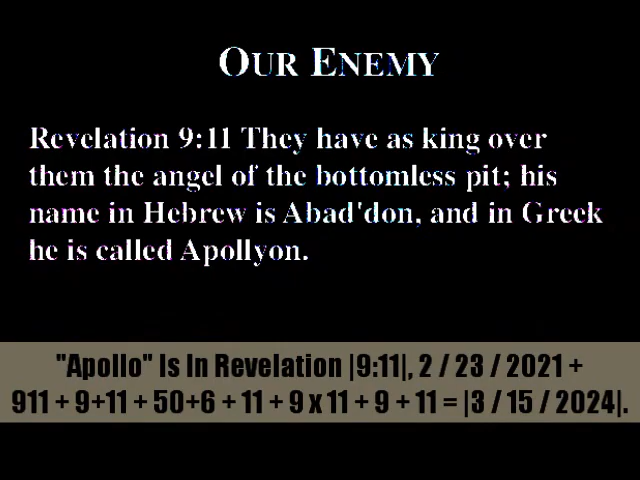 OUR ENEMY
Revelation 9:11 They have as king over
them the angel of the bottomless pit; his
name in Hebrew is Abad'don, and in Greek
he is called Apollyon.
"Apollo" Is In Revelation |9:11|, 2 / 23 / 2021 +
911 + 9+11 + 50+6 + 11 + 9 x 11 + 9 + 11 = |3 / 15 / 2024|.